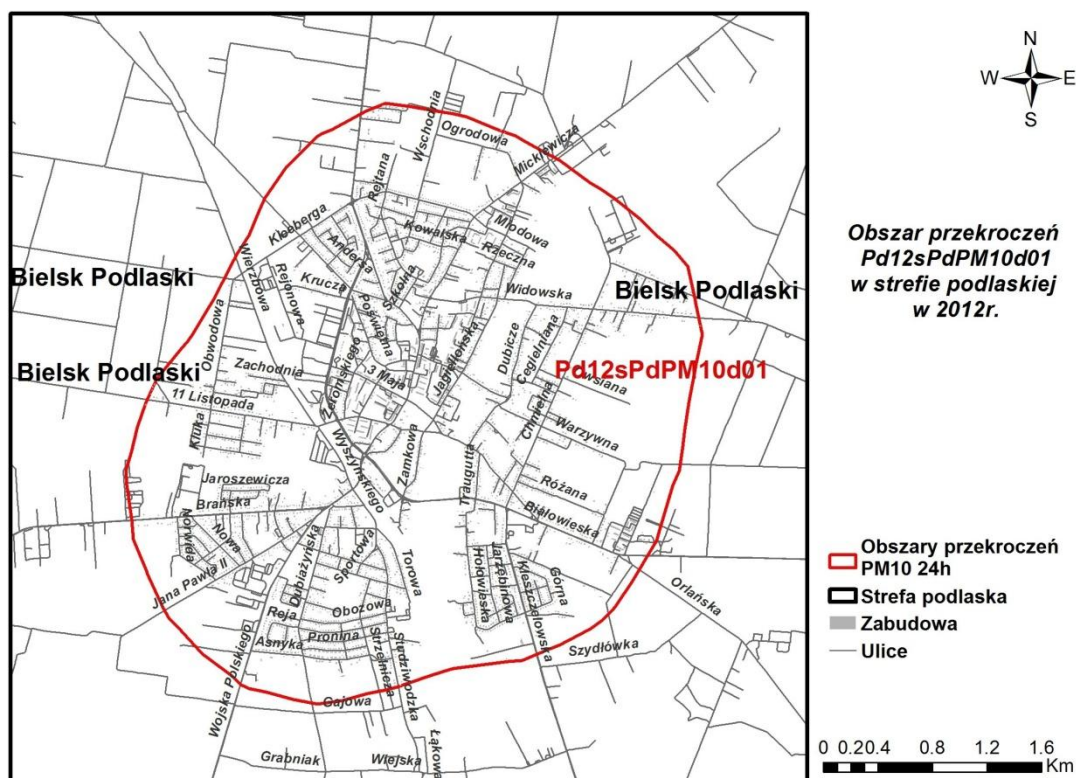 N
W E
S
Obszar przekroczeń
Pd12sPdPM10d01
w strefie podlaskiej
w 2012r.
Wschodnia
Ogrodowa
Mickiewicza
Rejtana
Kleeberga
Kowalska
Młodowa
Rzeczna
Andersa
Wierzbowa
Bielsk Podlaski
Rejonowa
Krucza
Szkolna
Widowska
Bielsk Podlaski
Poświętna
Obwodowa
Dubicze
Cegielniana
Jagiellońska
Żeromskiego
Bielsk Podlaski
Zachodnia
3 Maja
Pd12sPdPM10d01
11 Listopada
Chmielna
Warzywna
Kluka
Wyszyńskiego
Zamkowa
Traugutta
Jaroszewicza
Różana
Brańska
Białowieska
Norwida
Nowa
Dubiażyńska
Sportowa
Torowa
Hołowieska
Jarzębinowa
Kleszczelowska
Górna
Jana Pawła II
Orlańska
Reja
Obozowa
Asnyka
Pronina
Strzelnicza
Studziwodzka
Szydłówka
Wojska Polskiego
Gajowa
Grabniak
Wiejska
Łąkowa
Obszary przekroczeń
PM10 24h
Strefa podlaska
Zabudowa
Ulice
0 0.20.4 0.8 1.2 1.6
Km